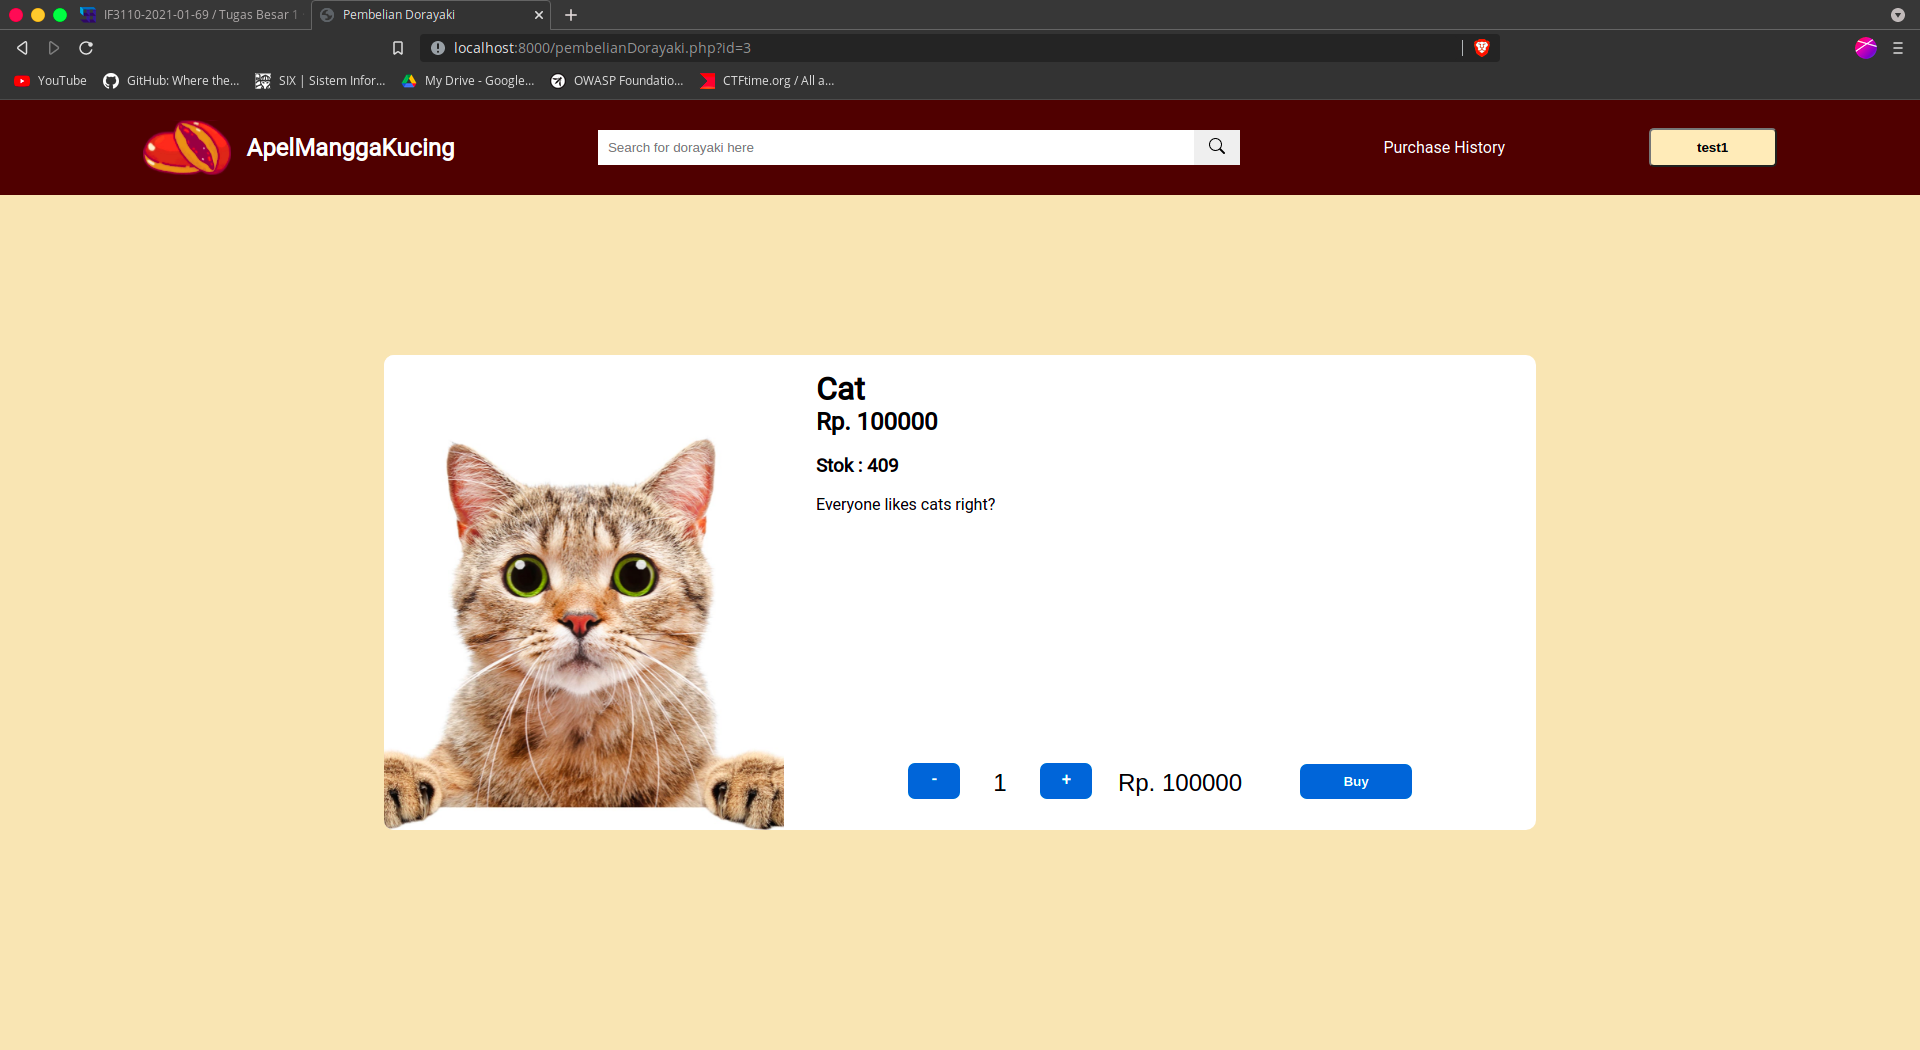 IF3110-2021-01-69 / Tugas Besar 1
Pembelian Dorayaki
localhost:8000/pembelianDorayaki.php?id=3
YouTube
GitHub: Where the...
SIX | Sistem Infor...
My Drive - Google...
OWASP Foundatio...
CTFtime.org / All a...
ApelManggaKucing
Search for dorayaki here
Purchase History
test1
Cat
Rp. 100000
Stok : 409
Everyone likes cats right?
- 1 + Rp. 100000 Buy